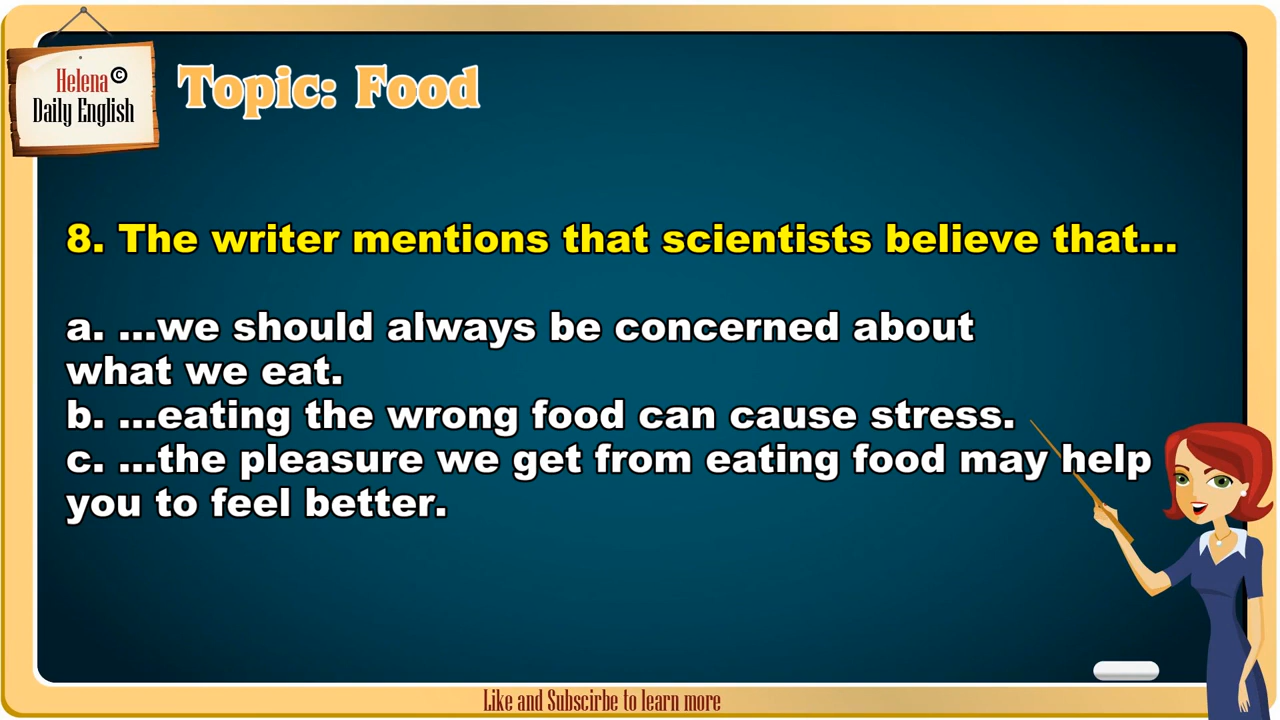 Helena©
Daily English
Topic: Food
8. The writer mentions that scientists believe that...
a. ...we should always be concerned about
what we eat.
b. ...eating the wrong food can cause stress.
c. ...the pleasure we get from eating food may help
you to feel better.
Like and Subscirbe to learn more